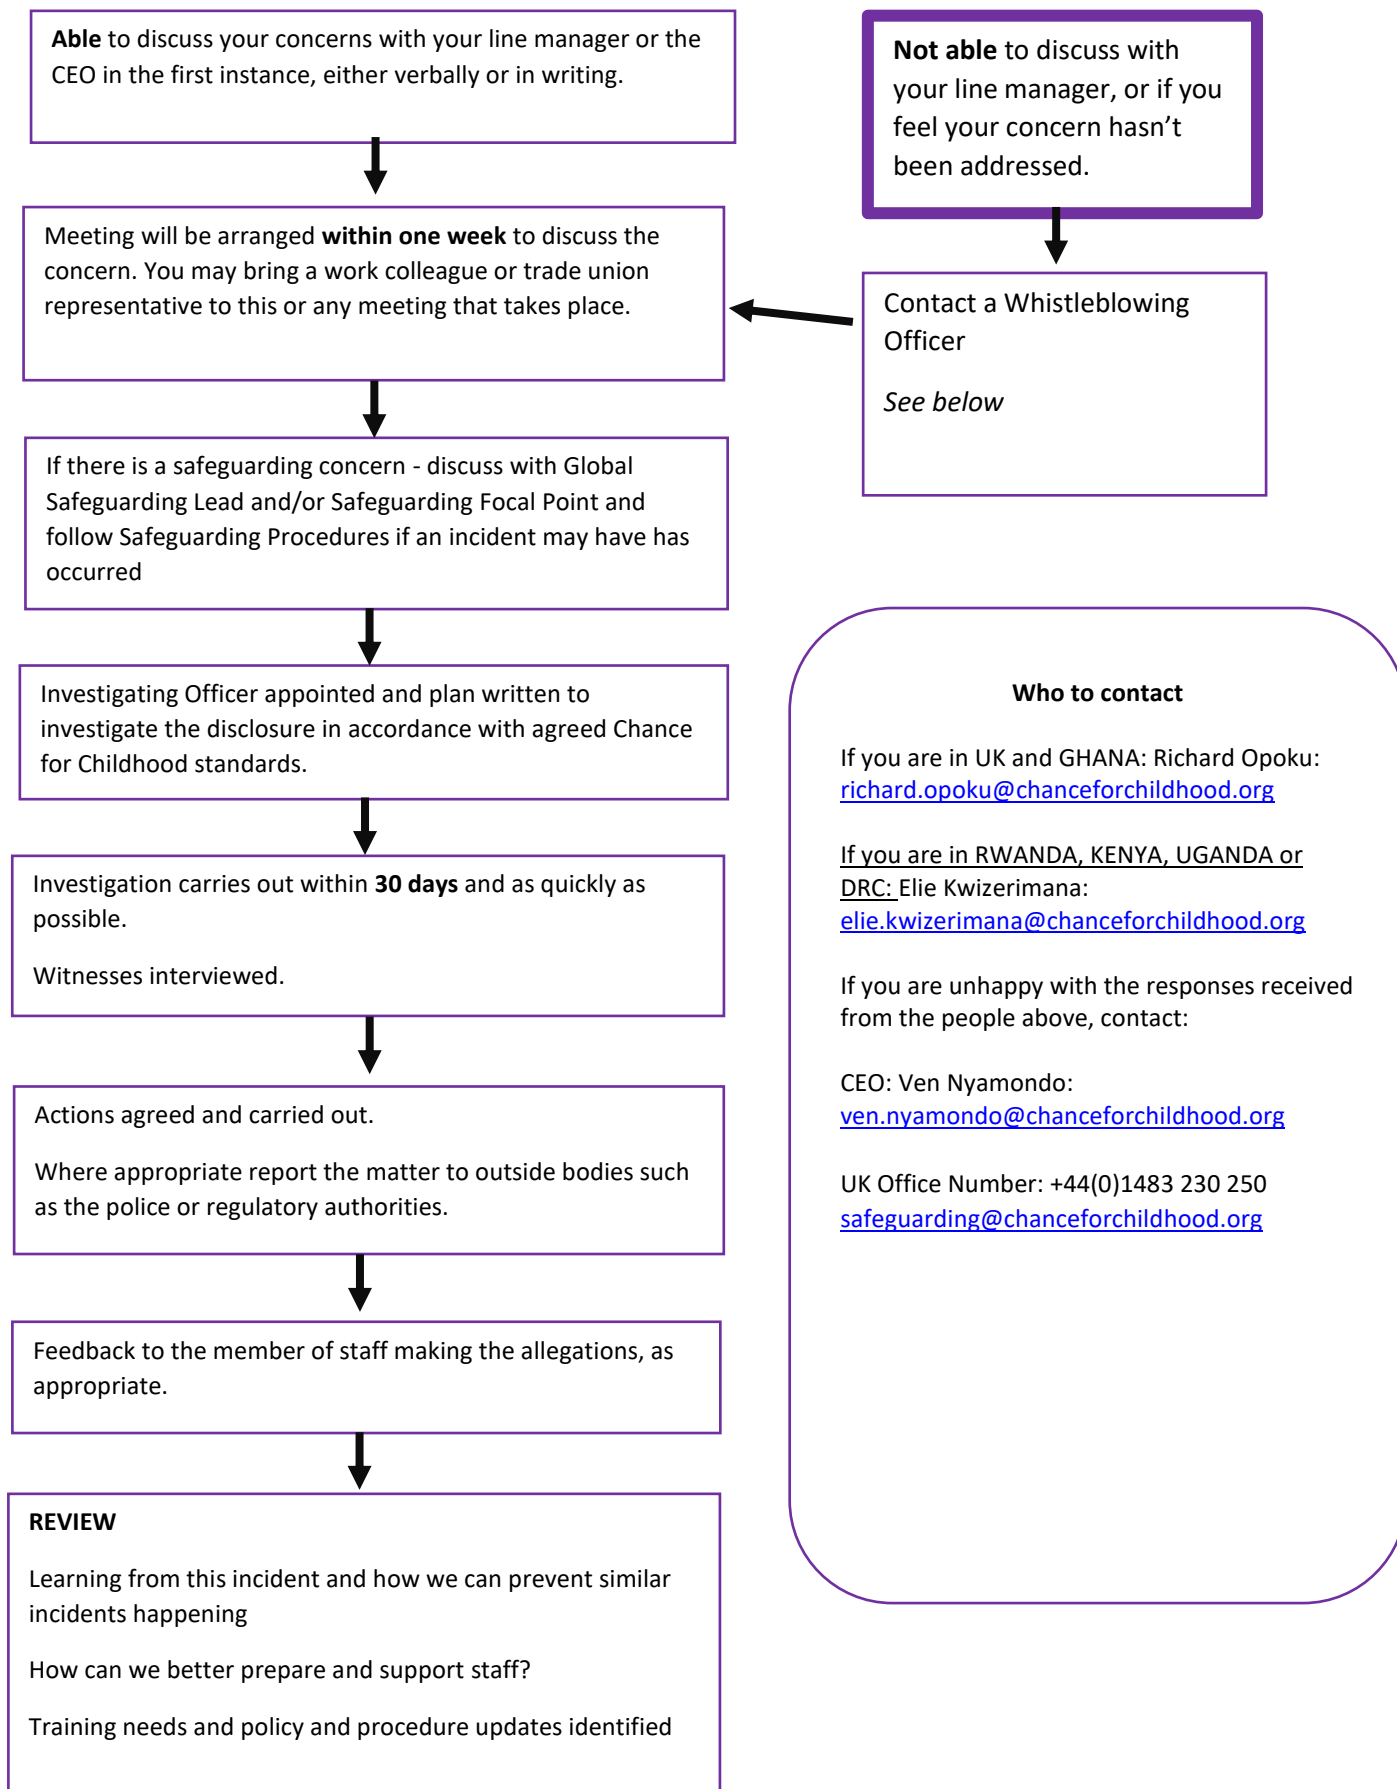 Able to discuss your concerns with your line manager or the
CEO in the first instance, either verbally or in writing.
Not able to discuss with
your line manager, or if you
feel your concern hasn’t
been addressed.
Meeting will be arranged within one week to discuss the
concern. You may bring a work colleague or trade union
representative to this or any meeting that takes place.
Contact a Whistleblowing
Officer
See below
If there is a safeguarding concern - discuss with Global
Safeguarding Lead and/or Safeguarding Focal Point and
follow Safeguarding Procedures if an incident may have has
occurred
Investigating Officer appointed and plan written to
investigate the disclosure in accordance with agreed Chance
for Childhood standards.
Investigation carries out within 30 days and as quickly as
possible.
Witnesses interviewed.
Actions agreed and carried out.
Where appropriate report the matter to outside bodies such
as the police or regulatory authorities.
Feedback to the member of staff making the allegations, as
appropriate.
REVIEW
Learning from this incident and how we can prevent similar
incidents happening
How can we better prepare and support staff?
Training needs and policy and procedure updates identified
Who to contact
If you are in UK and GHANA: Richard Opoku:
richard.opoku@chanceforchildhood.org
If you are in RWANDA, KENYA, UGANDA or
DRC: Elie Kwizerimana:
elie.kwizerimana@chanceforchildhood.org
If you are unhappy with the responses received
from the people above, contact:
CEO: Ven Nyamondo:
ven.nyamondo@chanceforchildhood.org
UK Office Number: +44(0)1483 230 250
safeguarding@chanceforchildhood.org